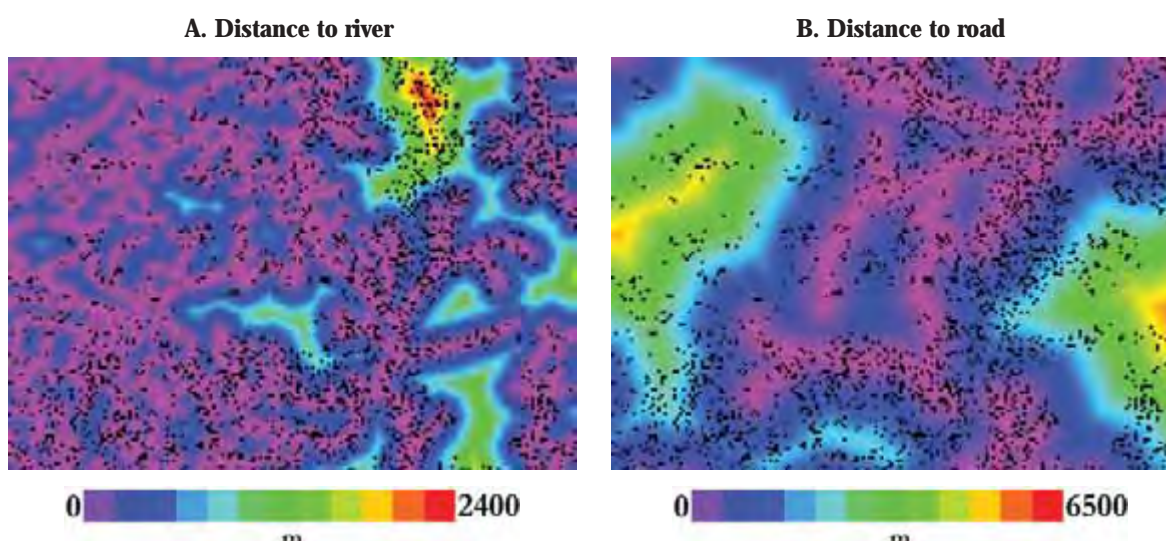 A. Distance to river
B. Distance to road
0 2400
m
0 6500
m